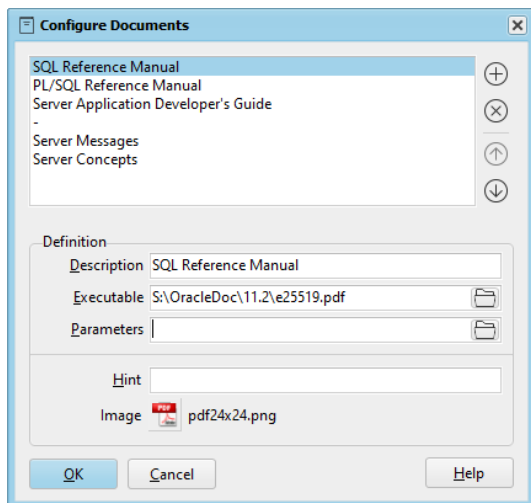 Configure Documents
SQL Reference Manual
PL/SQL Reference Manual
Server Application Developer's Guide
-
Server Messages
Server Concepts
Definition
Description SQL Reference Manual
Executable S:\OracleDoc\11.2\e25519.pdf
Parameters
Hint
Image PDF pdf24x24.png
OK Cancel Help